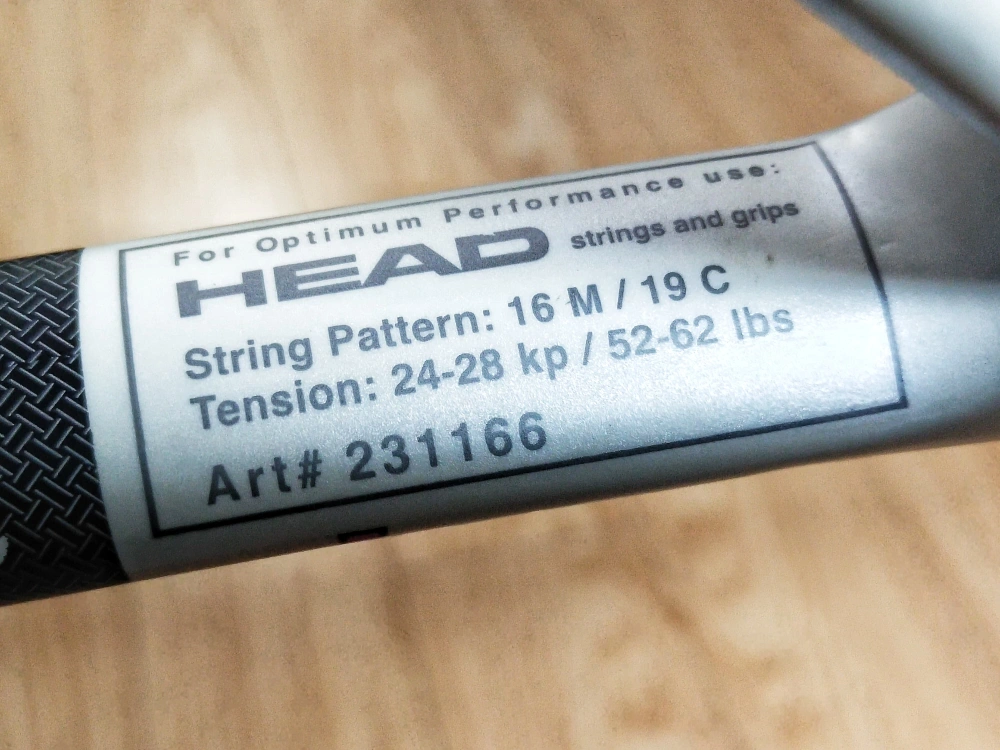 For Optimum Performance use:
HEAD strings and grips
String Pattern: 16 M / 19 C
Tension: 24-28 kp / 52-62 lbs
Art# 231166